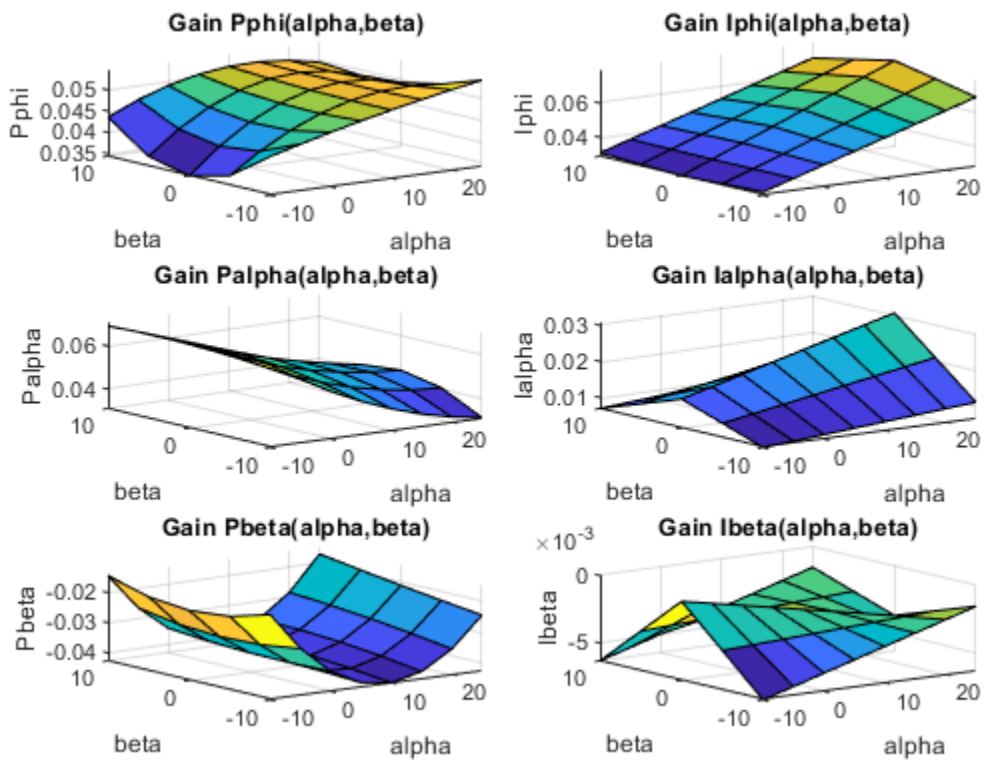 Gain Pphi(alpha,beta)
Pphi
0.05
0.045
0.04
0.035
10
0
-10
beta
-10
0
10
20
alpha
Gain Iphi(alpha,beta)
Iphi
0.06
0.04
10
0
-10
beta
-10
0
10
20
alpha
Gain Palpha(alpha,beta)
Palpha
0.06
0.04
10
0
-10
beta
-10
0
10
20
alpha
Gain Ialpha(alpha,beta)
Ialpha
0.03
0.02
0.01
10
0
-10
beta
-10
0
10
20
alpha
Gain Pbeta(alpha,beta)
Pbeta
-0.02
-0.03
-0.04
10
0
-10
beta
-10
0
10
20
alpha
Gain Ibeta(alpha,beta)
×10⁻³
Ibeta
0
-5
10
0
-10
beta
-10
0
10
20
alpha